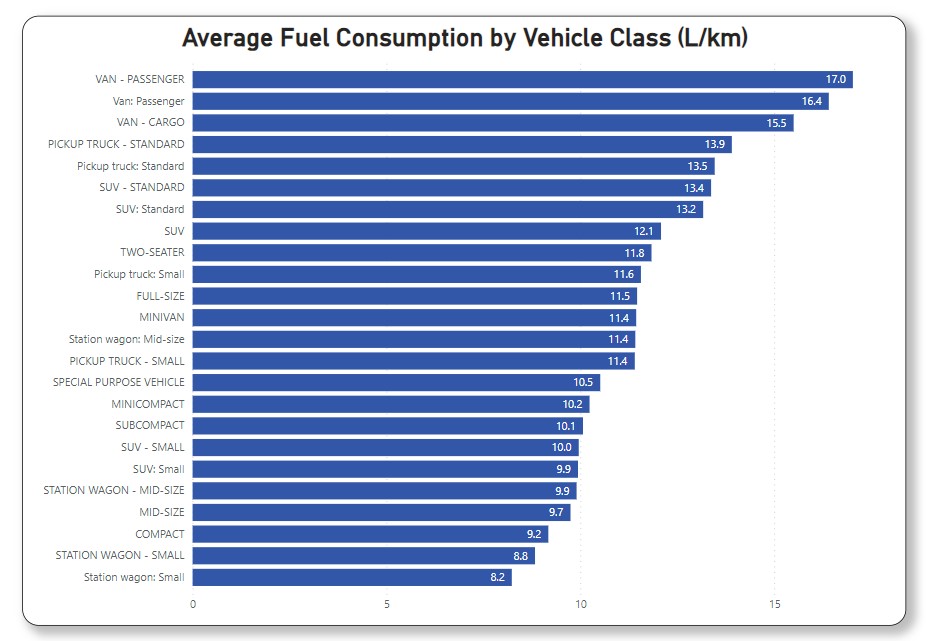 Average Fuel Consumption by Vehicle Class (L/km)
VAN - PASSENGER 17.0
Van: Passenger 16.4
VAN - CARGO 15.5
PICKUP TRUCK - STANDARD 13.9
Pickup truck: Standard 13.5
SUV - STANDARD 13.4
SUV: Standard 13.2
SUV 12.1
TWO-SEATER 11.8
Pickup truck: Small 11.6
FULL-SIZE 11.5
MINIVAN 11.4
Station wagon: Mid-size 11.4
PICKUP TRUCK - SMALL 11.4
SPECIAL PURPOSE VEHICLE 10.5
MINICOMPACT 10.2
SUBCOMPACT 10.1
SUV - SMALL 10.0
SUV: Small 9.9
STATION WAGON - MID-SIZE 9.9
MID-SIZE 9.7
COMPACT 9.2
STATION WAGON - SMALL 8.8
Station wagon: Small 8.2
0 5 10 15